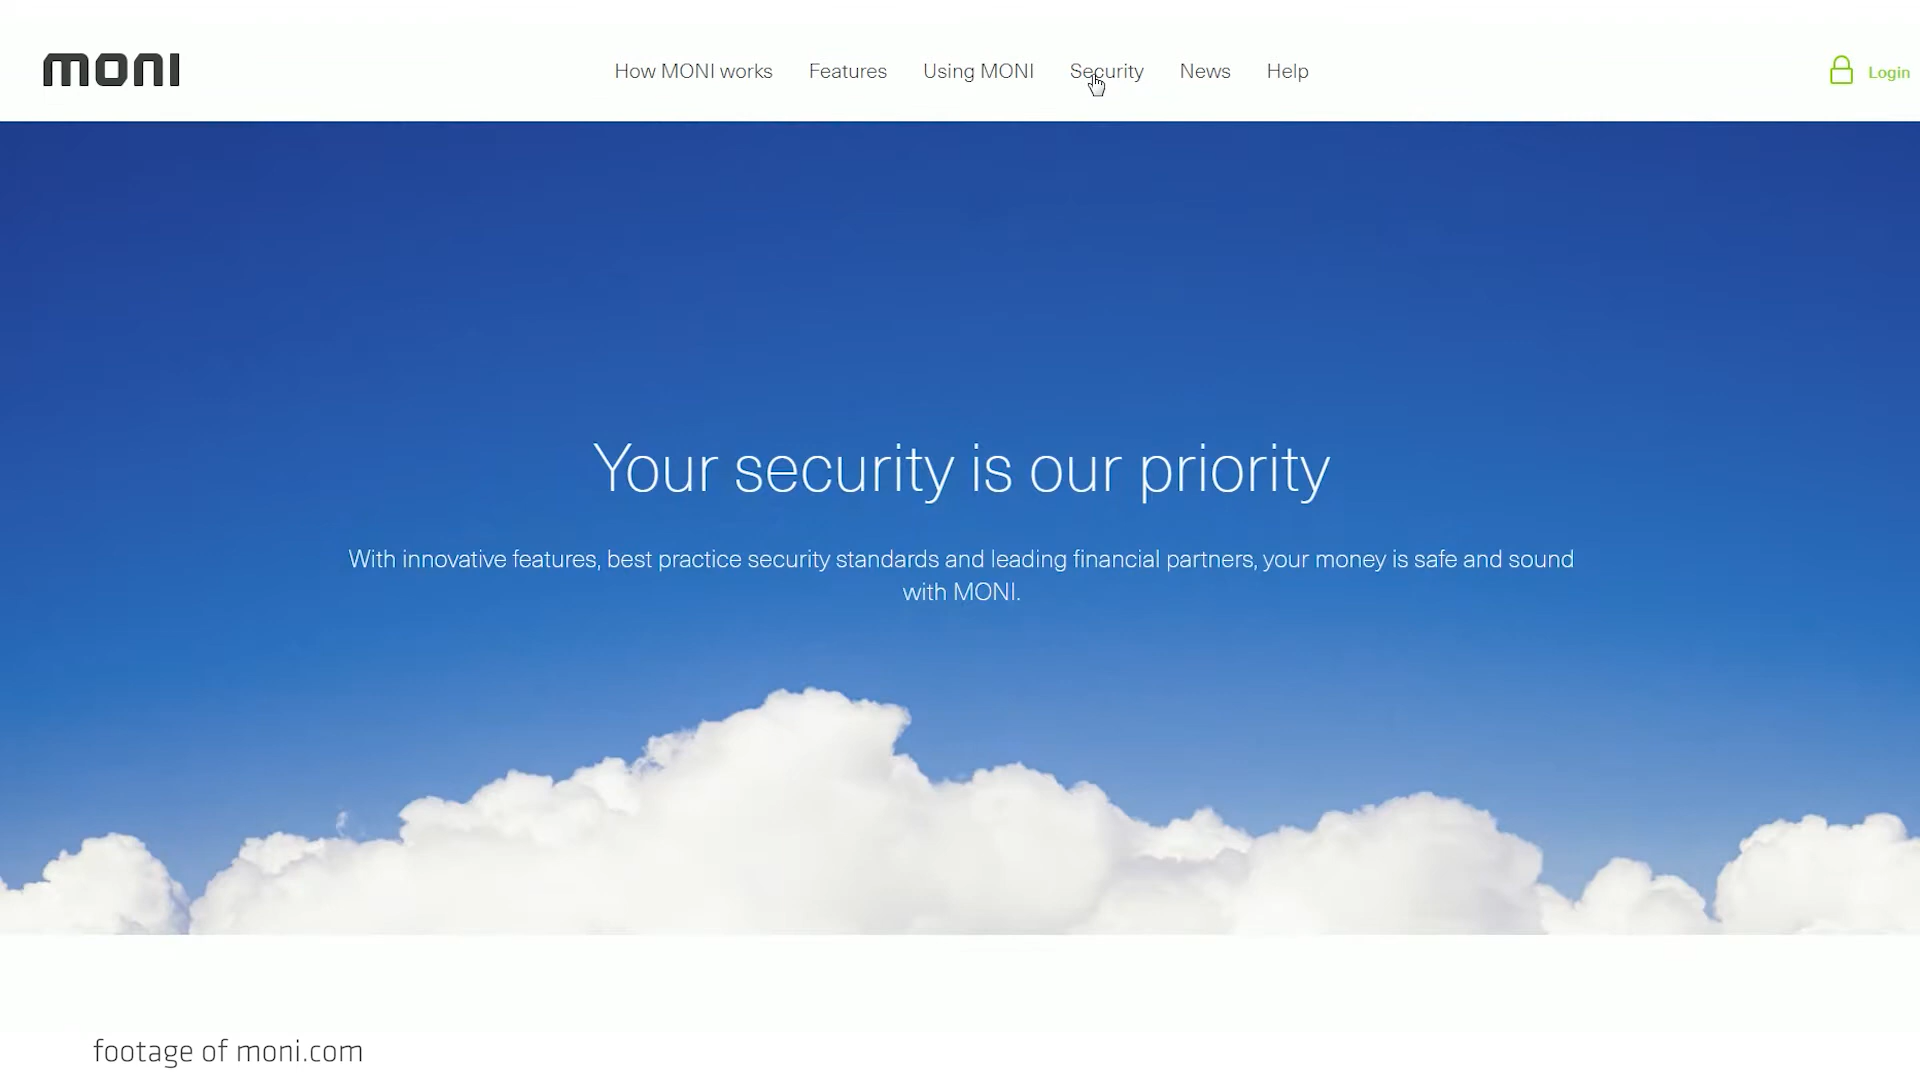 MONI
How MONI works Features Using MONI Security News Help
Login
Your security is our priority
With innovative features, best practice security standards and leading financial partners, your money is safe and sound
with MONI.
footage of moni.com